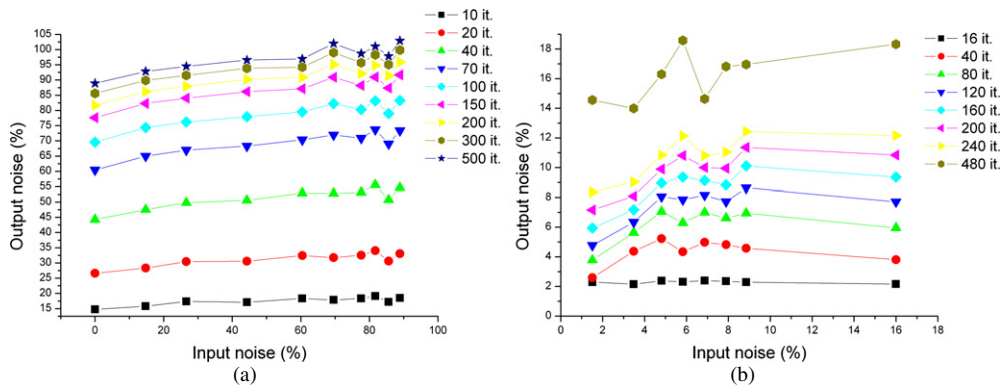 Output noise (%)
105
100
95
90
85
80
75
70
65
60
55
50
45
40
35
30
25
20
15
0 20 40 60 80 100
Input noise (%)
(a)
10 it.
20 it.
40 it.
70 it.
100 it.
150 it.
200 it.
300 it.
500 it.
Output noise (%)
18
16
14
12
10
8
6
4
2
0
0 2 4 6 8 10 12 14 16 18
Input noise (%)
(b)
16 it.
40 it.
80 it.
120 it.
160 it.
200 it.
240 it.
480 it.